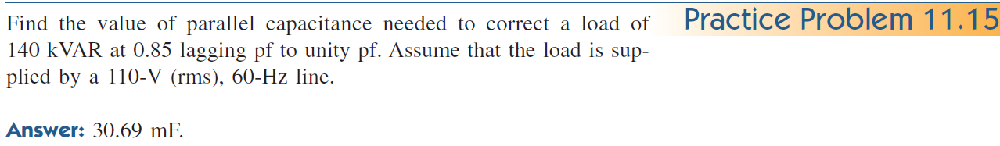 Find the value of parallel capacitance needed to correct a load of
140 kVAR at 0.85 lagging pf to unity pf. Assume that the load is sup-
plied by a 110-V (rms), 60-Hz line.
Answer: 30.69 mF.
Practice Problem 11.15